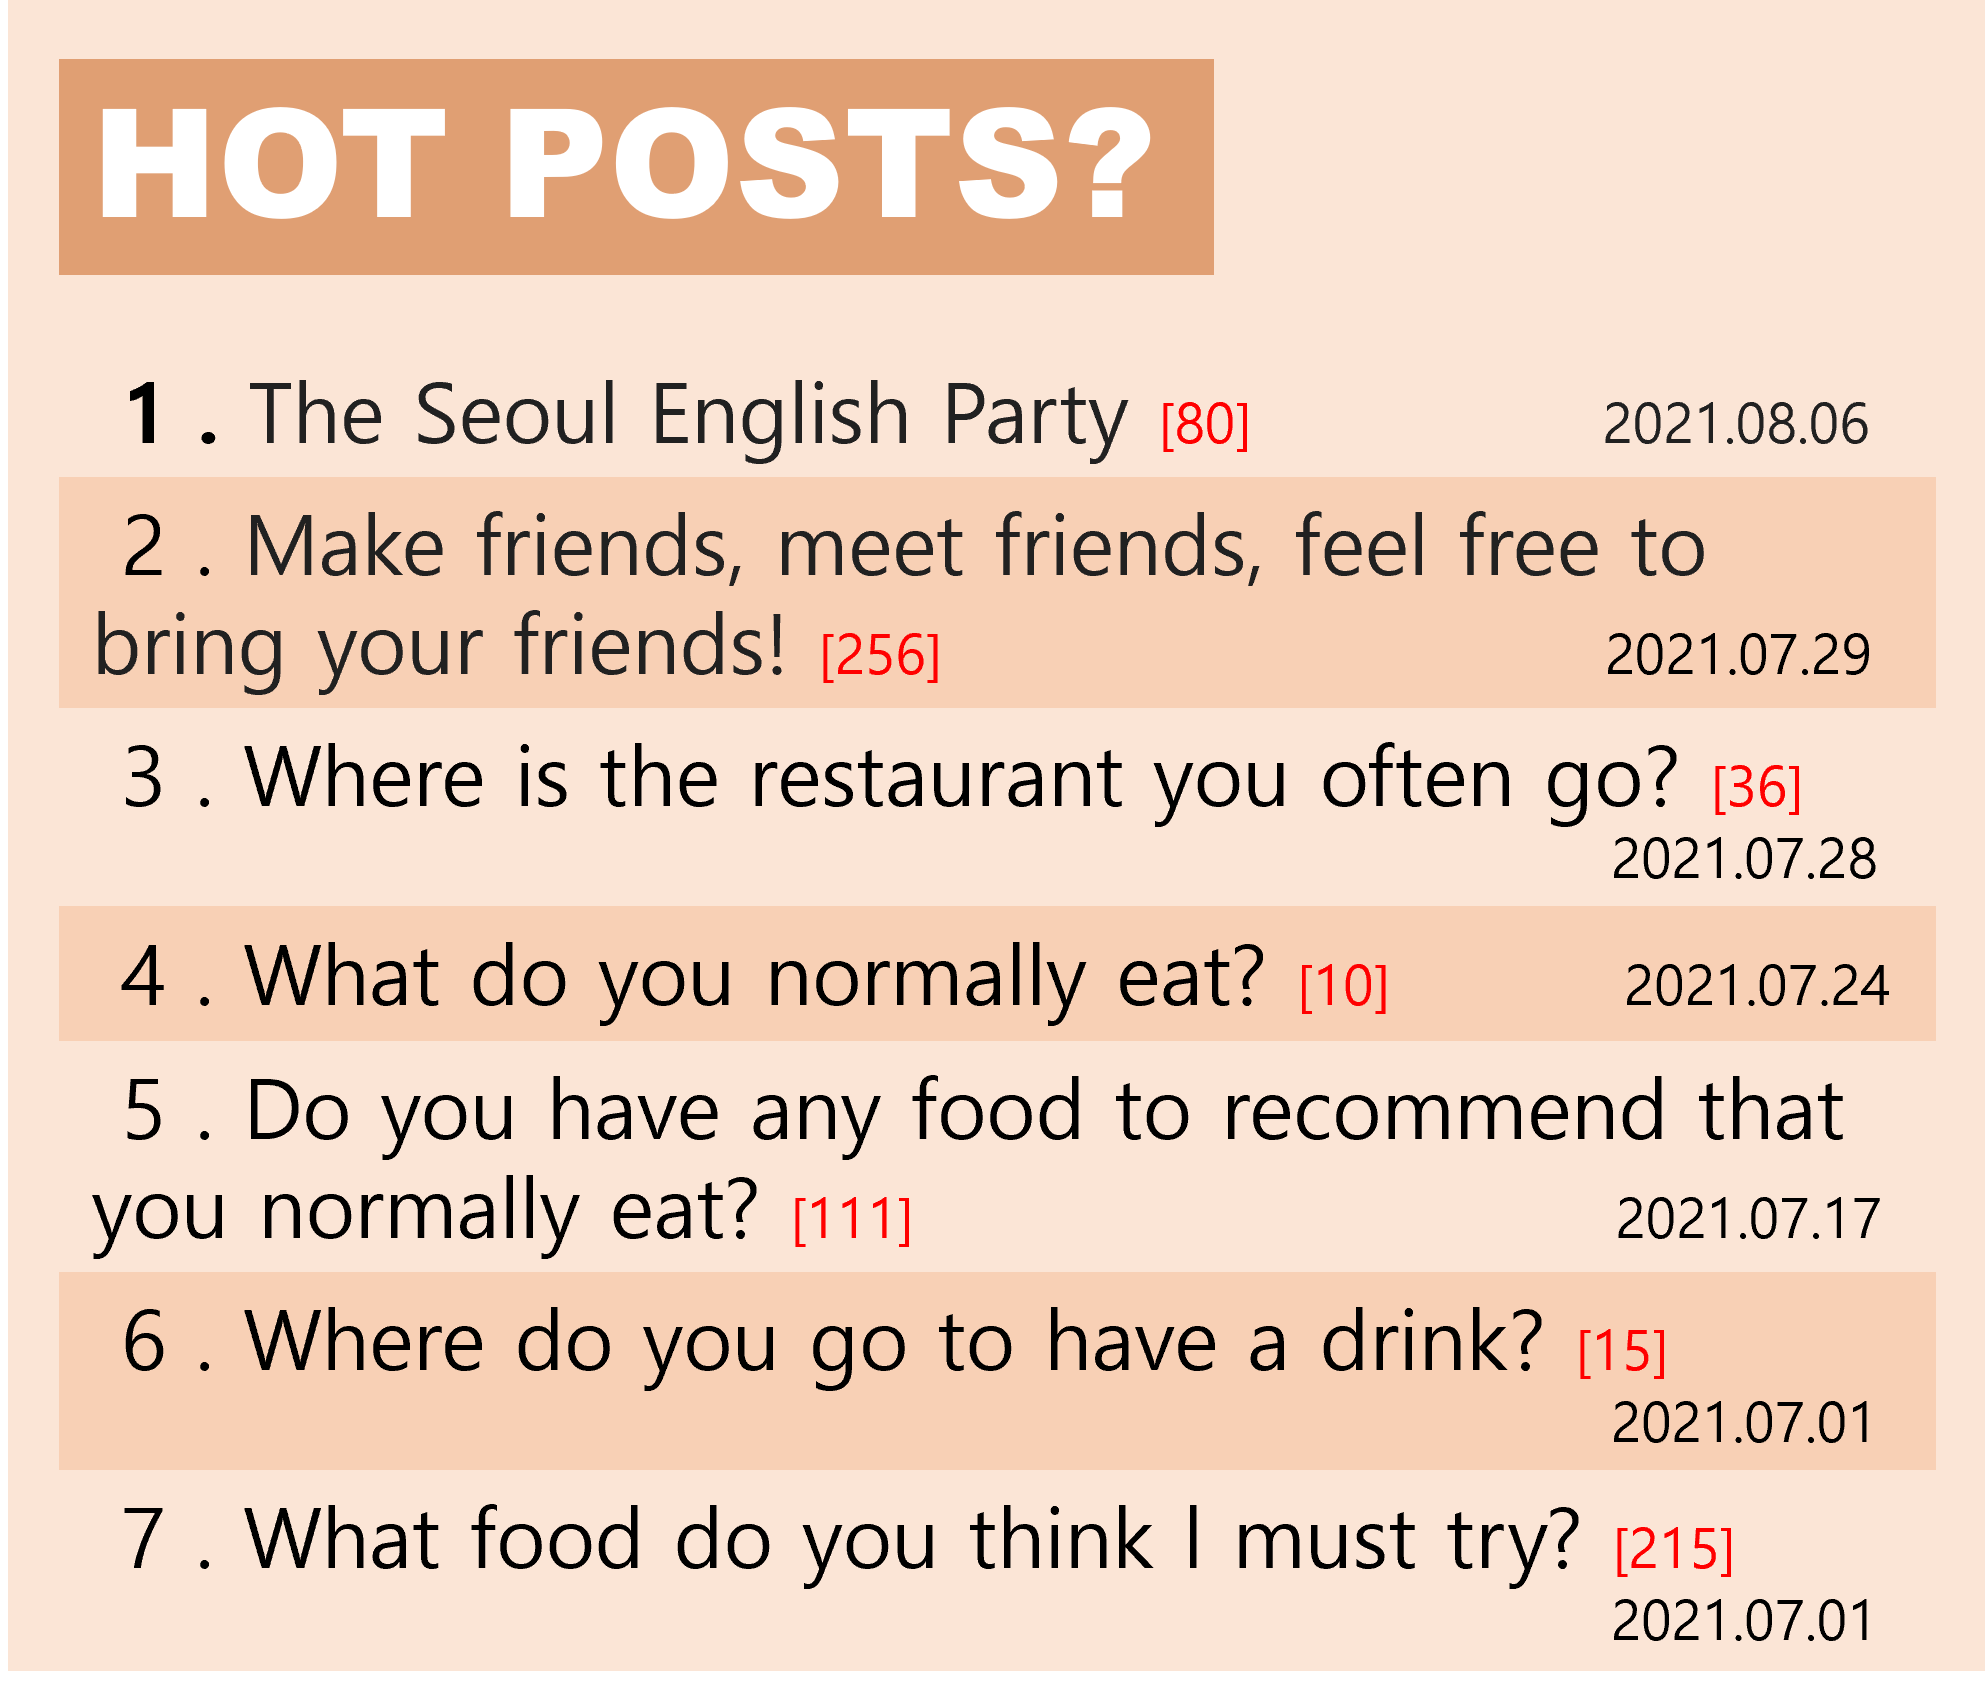 HOT POSTS?
1 . The Seoul English Party [80] 2021.08.06
2 . Make friends, meet friends, feel free to
bring your friends! [256] 2021.07.29
3 . Where is the restaurant you often go? [36]
2021.07.28
4 . What do you normally eat? [10] 2021.07.24
5 . Do you have any food to recommend that
you normally eat? [111] 2021.07.17
6 . Where do you go to have a drink? [15]
2021.07.01
7 . What food do you think I must try? [215]
2021.07.01